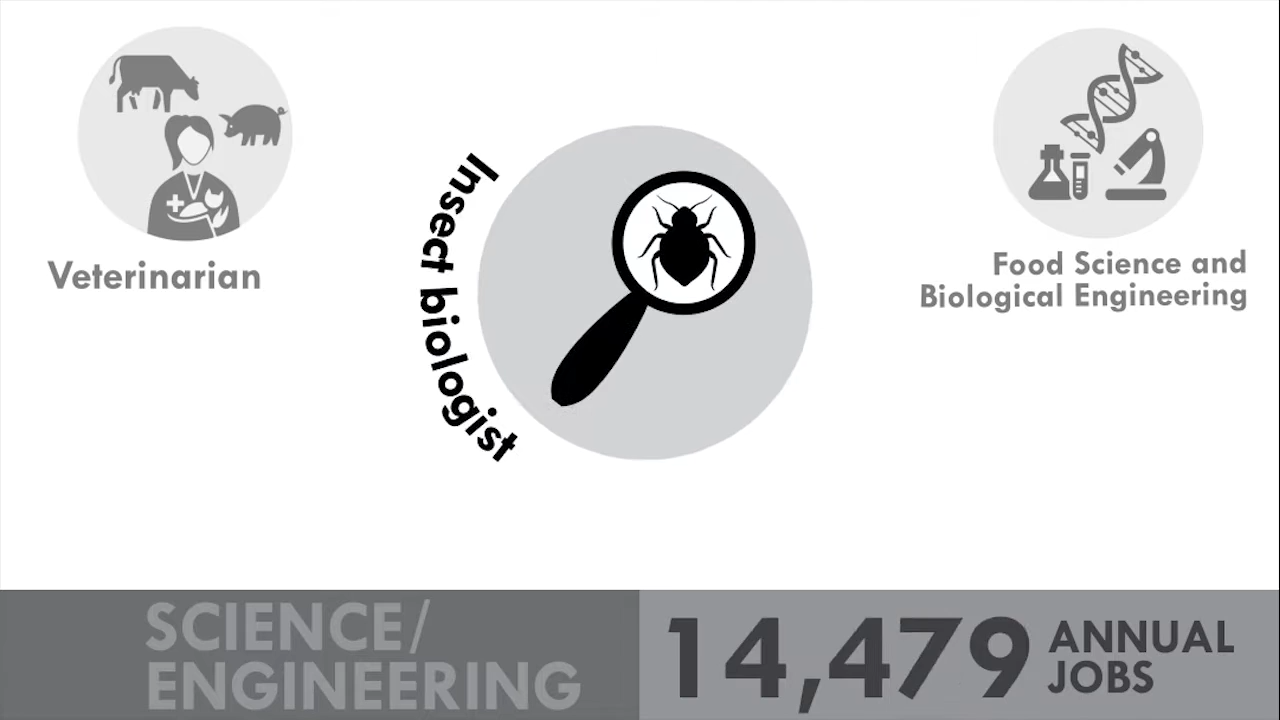 Veterinarian
Insect biologist
Food Science and
Biological Engineering
SCIENCE/
ENGINEERING
14,479
ANNUAL
JOBS